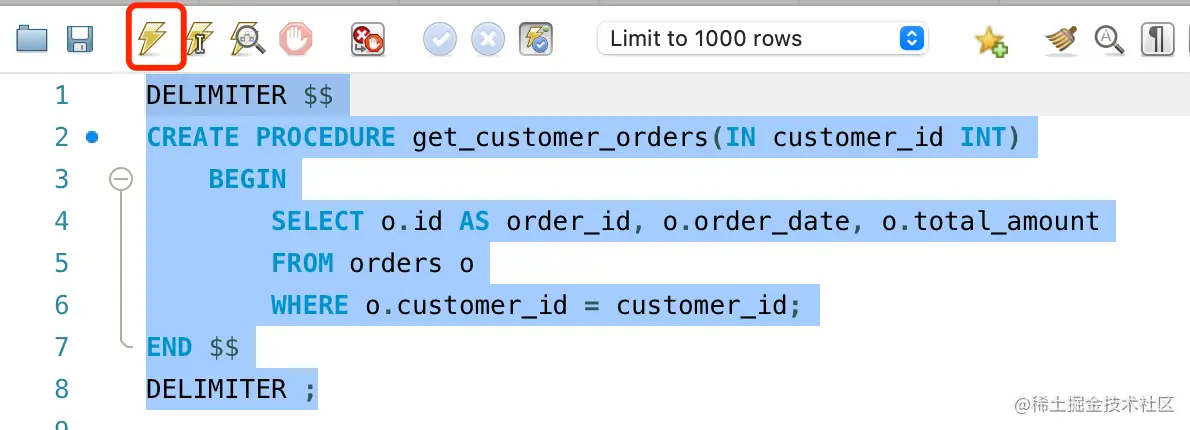 Limit to 1000 rows
1 DELIMITER $$
2 CREATE PROCEDURE get_customer_orders(IN customer_id INT)
3 BEGIN
4 SELECT o.id AS order_id, o.order_date, o.total_amount
5 FROM orders o
6 WHERE o.customer_id = customer_id;
7 END $$
8 DELIMITER ;
9
@稀土掘金技术社区